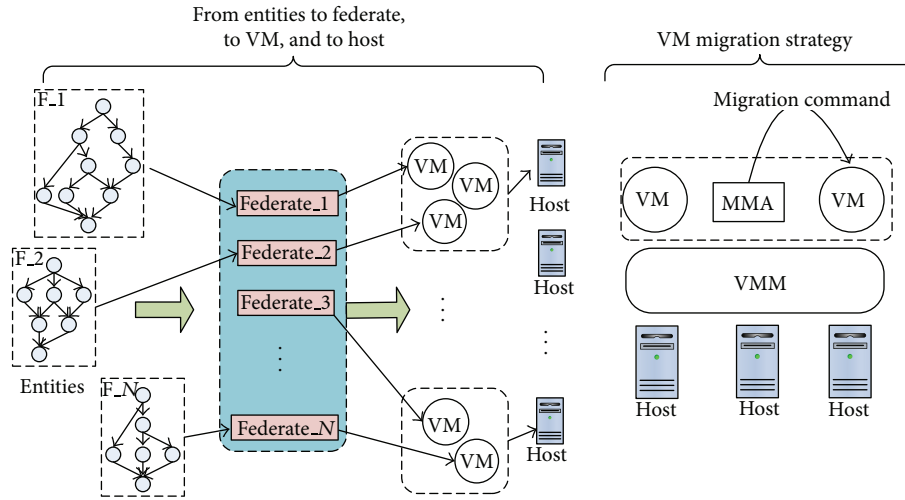 From entities to federate,
to VM, and to host
VM migration strategy
F_1
Migration command
VM
VM
VM
Host
Federate_1
VM
MMA
VM
F_2
Federate_2
Host
VMM
Federate_3
Entities
F_N
Federate_N
VM
VM
Host
Host
Host
Host